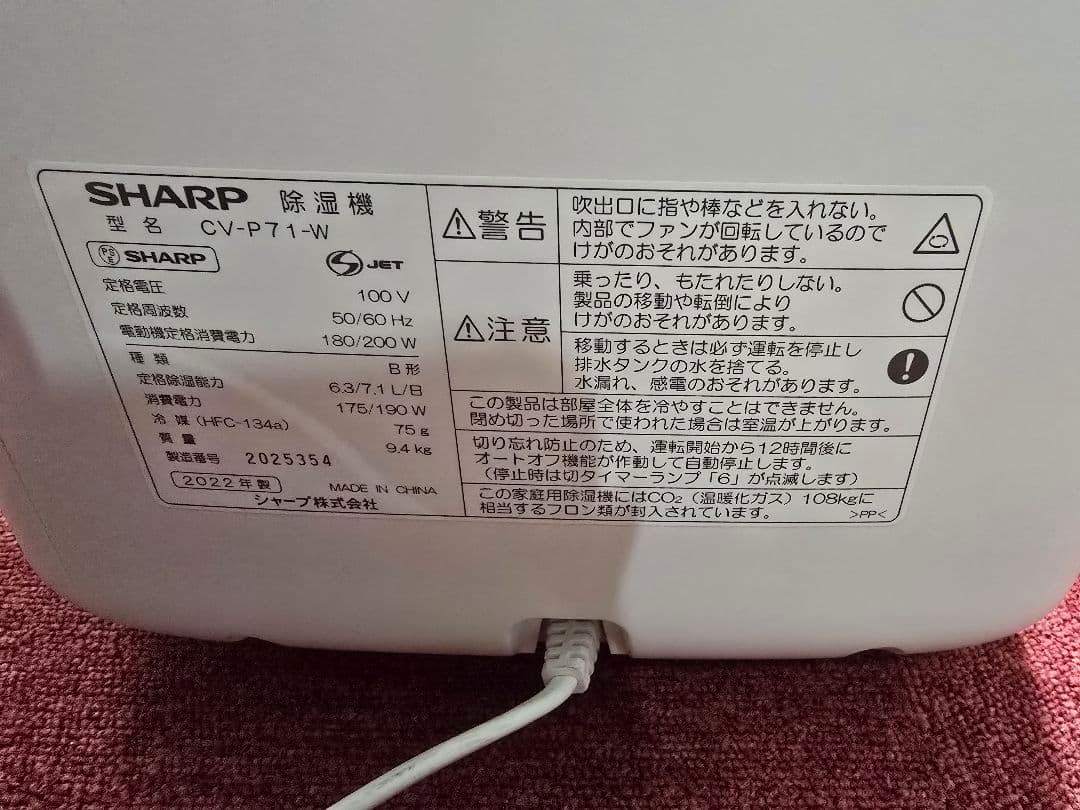 SHARP 除湿機
型名 CV-P71-W
PSE SHARP
JET
定格電圧 100 V
定格周波数 50/60 Hz
電動機定格消費電力 180/200 W
種類 B形
定格除湿能力 6.3/7.1 L/日
消費電力 175/190 W
冷媒(HFC-134a) 75 g
質量 9.4 kg
製造番号 2025354
2022年製 MADE IN CHINA
シャープ株式会社
警告
吹出口に指や棒などを入れない。
内部でファンが回転しているので
けがのおそれがあります。
注意
乗ったり、もたれたりしない。
製品の移動や転倒により
けがのおそれがあります。
移動するときは必ず運転を停止し
排水タンクの水を捨てる。
水漏れ、感電のおそれがあります。
この製品は部屋全体を冷やすことはできません。
閉め切った場所で使われた場合は室温が上がります。
切り忘れ防止のため、運転開始から12時間後に
オートオフ機能が作動して自動停止します。
(停止時は切タイマーランプ「6」が点滅します)
この家庭用除湿機にはCO₂(温暖化ガス)108kgに
相当するフロン類が封入されています。
>PP<